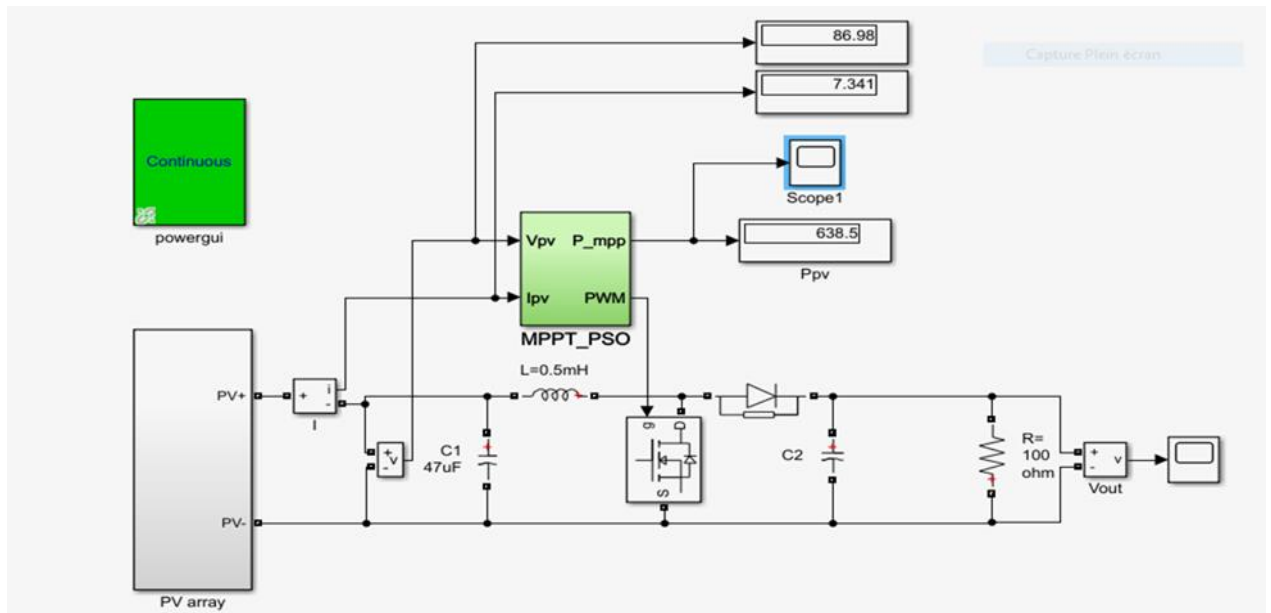 86.98
7.341
Capture Plein écran
Continuous
powergui
Scope1
638.5
Ppv
Vpv
P_mpp
Ipv
PWM
MPPT_PSO
L=0.5mH
PV+
PV-
PV array
+
i
-
I
+
-
v
C1
47uF
g
D
S
C2
R=
100
ohm
+
-
v
Vout